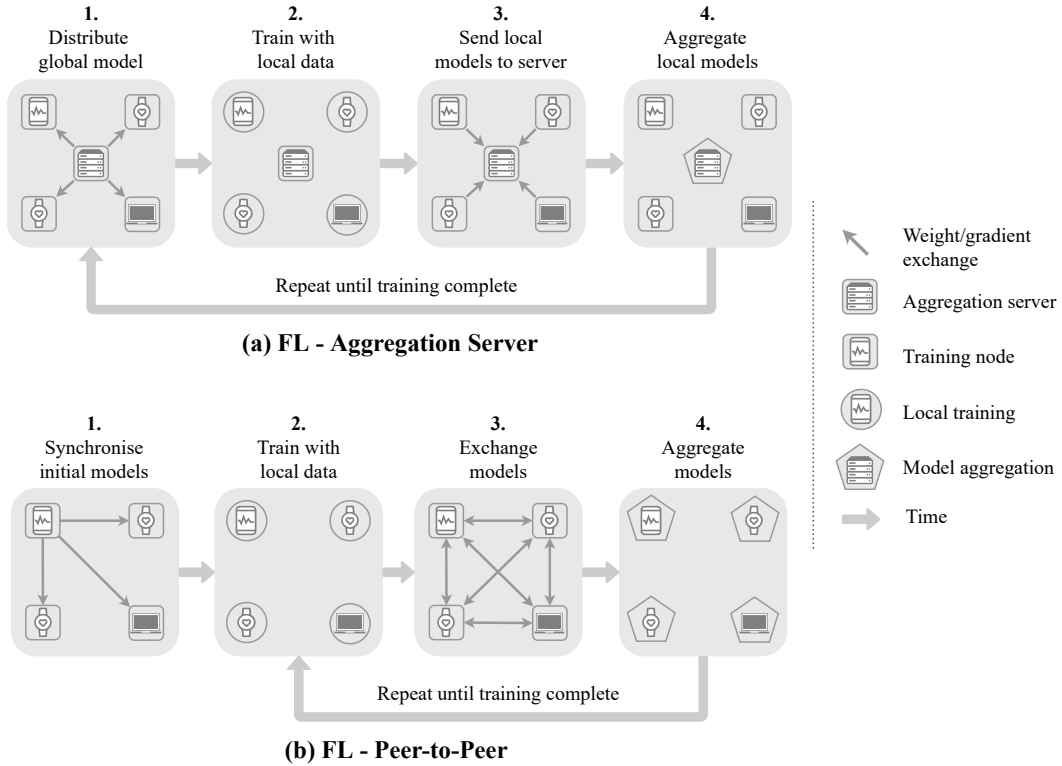 1.
Distribute
global model
2.
Train with
local data
3.
Send local
models to server
4.
Aggregate
local models
Repeat until training complete
(a) FL - Aggregation Server
Weight/gradient
exchange
Aggregation server
Training node
Local training
Model aggregation
Time
1.
Synchronise
initial models
2.
Train with
local data
3.
Exchange
models
4.
Aggregate
models
Repeat until training complete
(b) FL - Peer-to-Peer